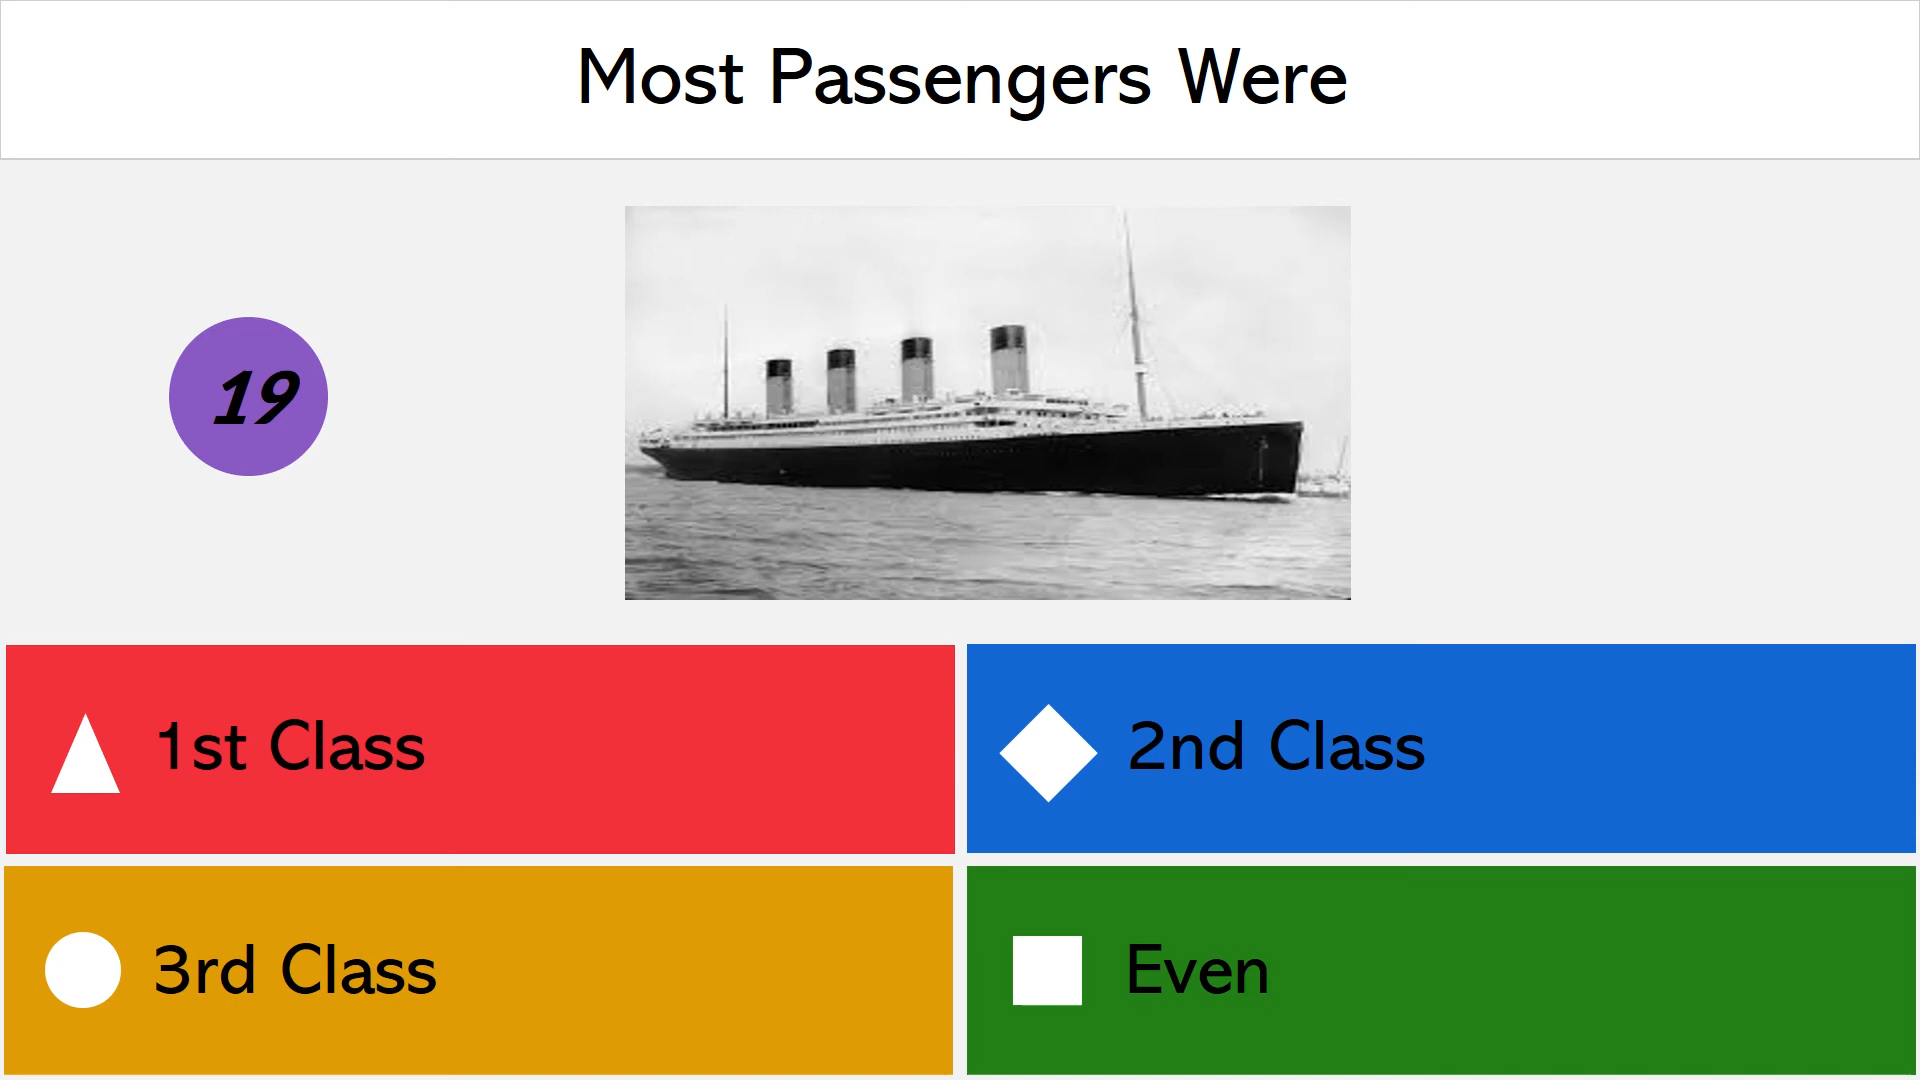 Most Passengers Were
19
1st Class
2nd Class
3rd Class
Even